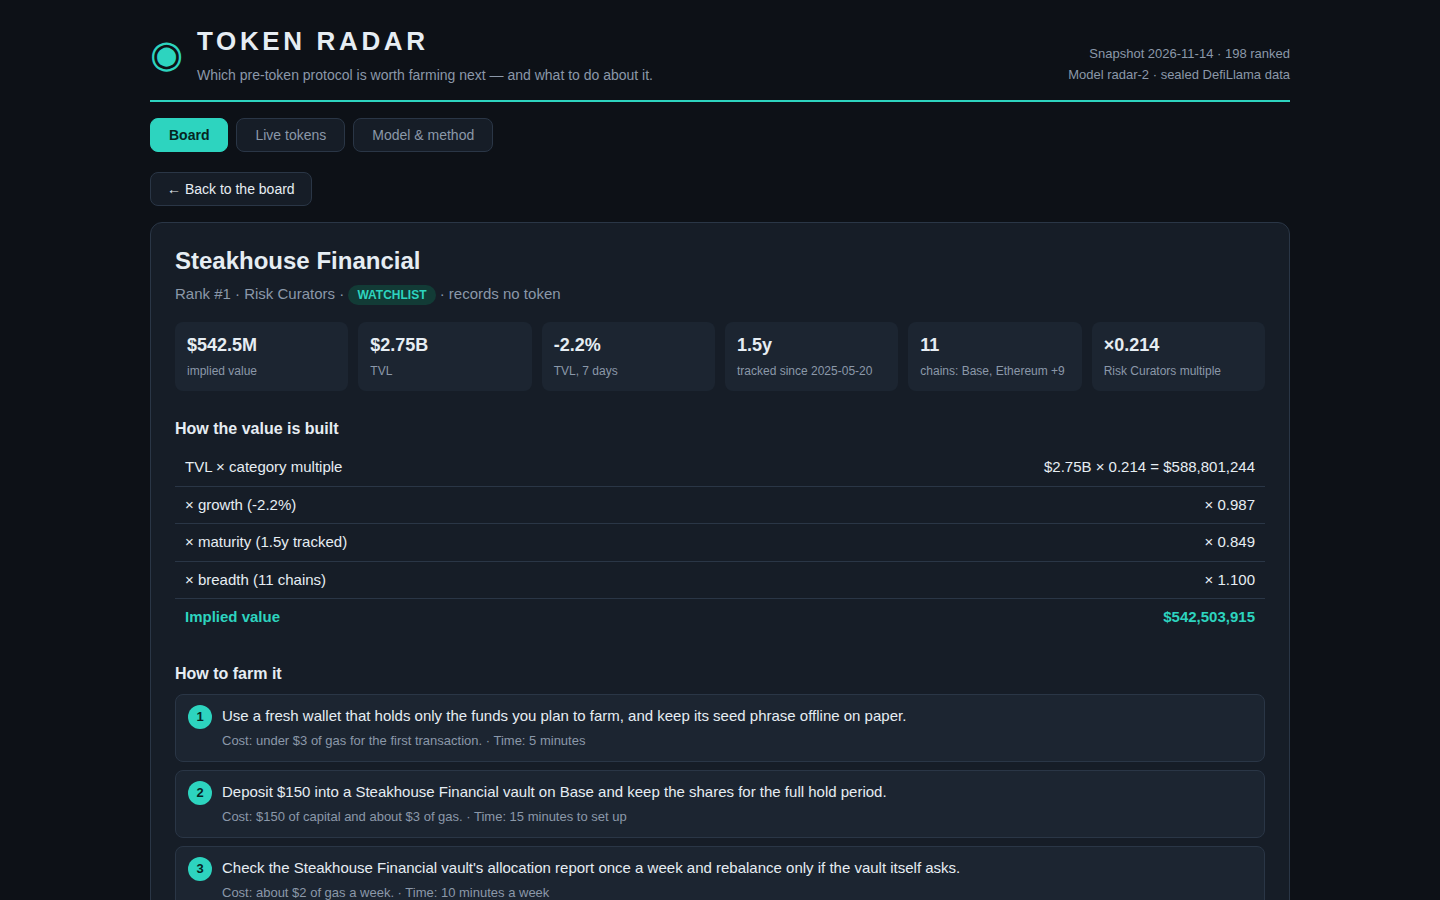 TOKEN RADAR
Which pre-token protocol is worth farming next — and what to do about it.
Snapshot 2026-11-14 · 198 ranked
Model radar-2 · sealed DefiLlama data
Board
Live tokens
Model & method
← Back to the board
Steakhouse Financial
Rank #1 · Risk Curators · WATCHLIST · records no token
$542.5M
implied value
$2.75B
TVL
-2.2%
TVL, 7 days
1.5y
tracked since 2025-05-20
11
chains: Base, Ethereum +9
×0.214
Risk Curators multiple
How the value is built
TVL × category multiple $2.75B × 0.214 = $588,801,244
× growth (-2.2%) × 0.987
× maturity (1.5y tracked) × 0.849
× breadth (11 chains) × 1.100
Implied value $542,503,915
How to farm it
1 Use a fresh wallet that holds only the funds you plan to farm, and keep its seed phrase offline on paper.
Cost: under $3 of gas for the first transaction. · Time: 5 minutes
2 Deposit $150 into a Steakhouse Financial vault on Base and keep the shares for the full hold period.
Cost: $150 of capital and about $3 of gas. · Time: 15 minutes to set up
3 Check the Steakhouse Financial vault's allocation report once a week and rebalance only if the vault itself asks.
Cost: about $2 of gas a week. · Time: 10 minutes a week